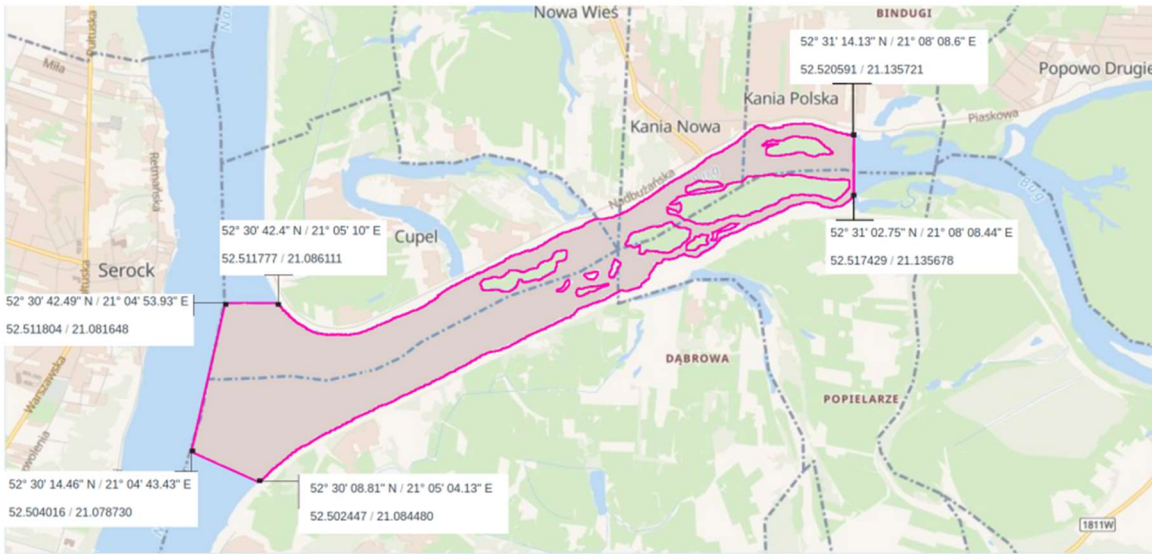 Nowa Wieś
BINDUGI
Pułtuska
Miła
52° 31' 14.13" N / 21° 08' 08.6" E
52.520591 / 21.135721
Popowo Drugie
Kania Polska
Piaskowa
Kania Nowa
Romańska
Nadbużańska
Bug
52° 30' 42.4" N / 21° 05' 10" E
52.511777 / 21.086111
Cupel
52° 31' 02.75" N / 21° 08' 08.44" E
52.517429 / 21.135678
Serock
Pułtuska
52° 30' 42.49" N / 21° 04' 53.93" E
52.511804 / 21.081648
DĄBROWA
Warszawska
POPIELARZE
52° 30' 14.46" N / 21° 04' 43.43" E
52.504016 / 21.078730
52° 30' 08.81" N / 21° 05' 04.13" E
52.502447 / 21.084480
1811W